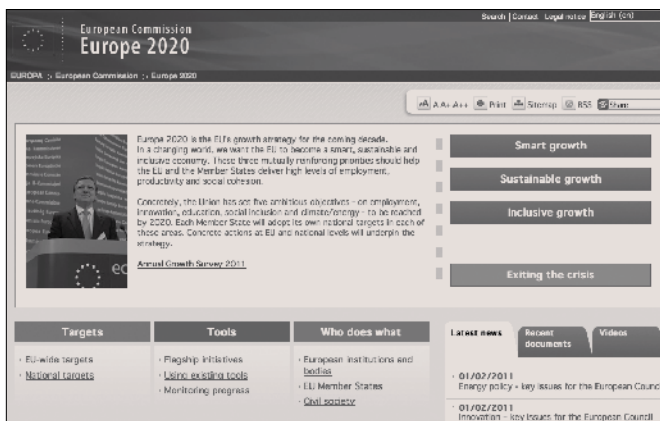 Search | Contact Legal notice English (en)
European Commission
Europe 2020
EUROPA > European Commission > Europe 2020
A A+ A++ Print Sitemap RSS Share
Europe 2020 is the EU's growth strategy for the coming decade.
In a changing world, we want the EU to become a smart, sustainable and
inclusive economy. These three mutually reinforcing priorities should help
the EU and the Member States deliver high levels of employment,
productivity and social cohesion.
Concretely, the Union has set five ambitious objectives - on employment,
innovation, education, social inclusion and climate/energy - to be reached
by 2020. Each Member State will adopt its own national targets in each of
these areas. Concrete actions at EU and national levels will underpin the
strategy.
Annual Growth Survey 2011
Smart growth
Sustainable growth
Inclusive growth
Exiting the crisis
Targets
· EU-wide targets
· National targets
Tools
· Flagship initiatives
· Using existing tools
· Monitoring progress
Who does what
· European institutions and
bodies
· EU Member States
· Civil society
Latest news
Recent
documents
Videos
· 01/02/2011
Energy policy - key issues for the European Counc
· 01/02/2011
Innovation - key issues for the European Council